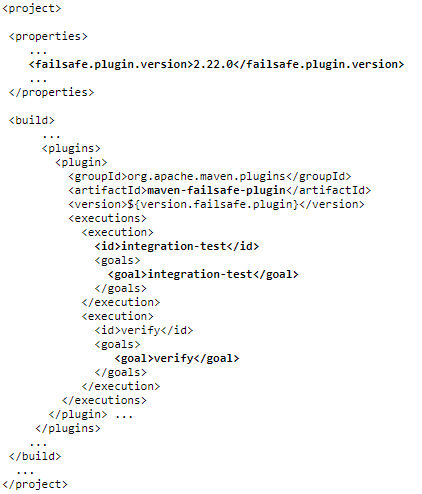 <project>
<properties>
...
<failsafe.plugin.version>2.22.0</failsafe.plugin.version>
...
</properties>
<build>
...
<plugins>
<plugin>
<groupId>org.apache.maven.plugins</groupId>
<artifactId>maven-failsafe-plugin</artifactId>
<version>${version.failsafe.plugin}</version>
<executions>
<execution>
<id>integration-test</id>
<goals>
<goal>integration-test</goal>
</goals>
</execution>
<execution>
<id>verify</id>
<goals>
<goal>verify</goal>
</goals>
</execution>
</executions>
</plugin> ...
</plugins>
...
</build>
...
</project>